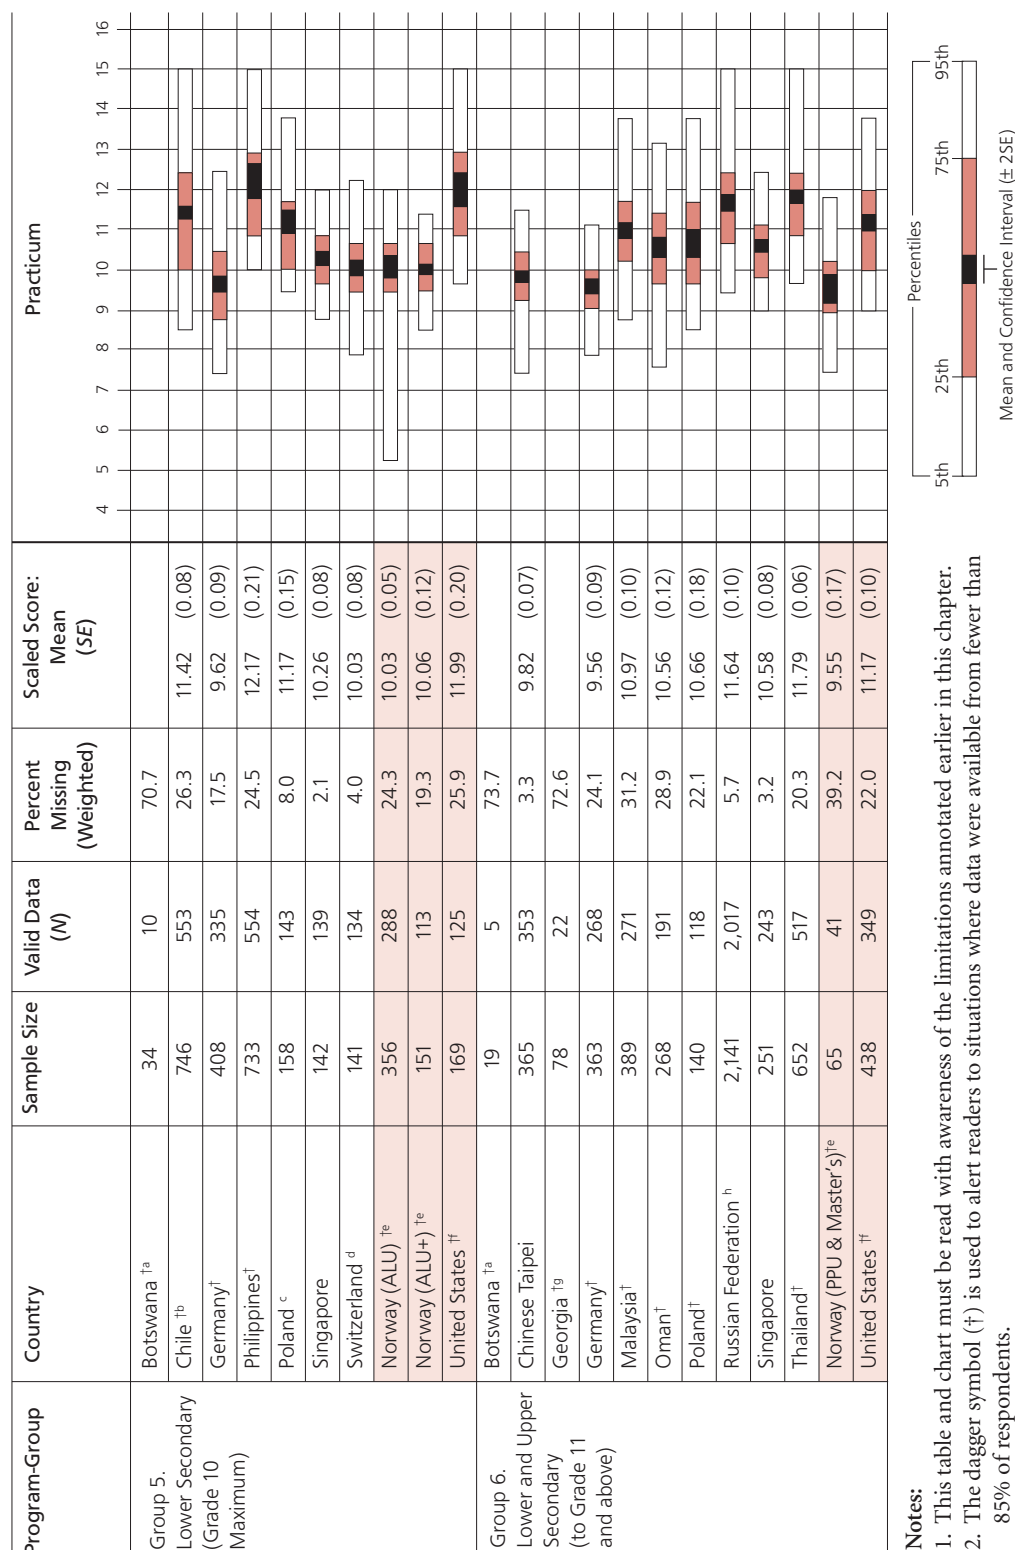 Program-Group Country Sample Size Valid Data Percent Scaled Score: Practicum
(N) Missing Mean
(Weighted) (SE)
4 5 6 7 8 9 10 11 12 13 14 15 16
Group 5.
Lower Secondary
(Grade 10
Maximum)
Botswana †a 34 10 70.7
Chile †b 746 553 26.3 11.42 (0.08)
Germany† 408 335 17.5 9.62 (0.09)
Philippines† 733 554 24.5 12.17 (0.21)
Poland c 158 143 8.0 11.17 (0.15)
Singapore 142 139 2.1 10.26 (0.08)
Switzerland d 141 134 4.0 10.03 (0.08)
Norway (ALU) †e 356 288 24.3 10.03 (0.05)
Norway (ALU+) †e 151 113 19.3 10.06 (0.12)
United States †f 169 125 25.9 11.99 (0.20)
Group 6.
Lower and Upper
Secondary
(to Grade 11
and above)
Botswana †a 19 5 73.7
Chinese Taipei 365 353 3.3 9.82 (0.07)
Georgia †g 78 22 72.6
Germany† 363 268 24.1 9.56 (0.09)
Malaysia† 389 271 31.2 10.97 (0.10)
Oman† 268 191 28.9 10.56 (0.12)
Poland† 140 118 22.1 10.66 (0.18)
Russian Federation h 2,141 2,017 5.7 11.64 (0.10)
Singapore 251 243 3.2 10.58 (0.08)
Thailand† 652 517 20.3 11.79 (0.06)
Norway (PPU & Master's)†e 65 41 39.2 9.55 (0.17)
United States †f 438 349 22.0 11.17 (0.10)
Notes:
1. This table and chart must be read with awareness of the limitations annotated earlier in this chapter.
2. The dagger symbol (†) is used to alert readers to situations where data were available from fewer than
85% of respondents.
Percentiles
5th 25th 75th 95th
Mean and Confidence Interval (± 2SE)